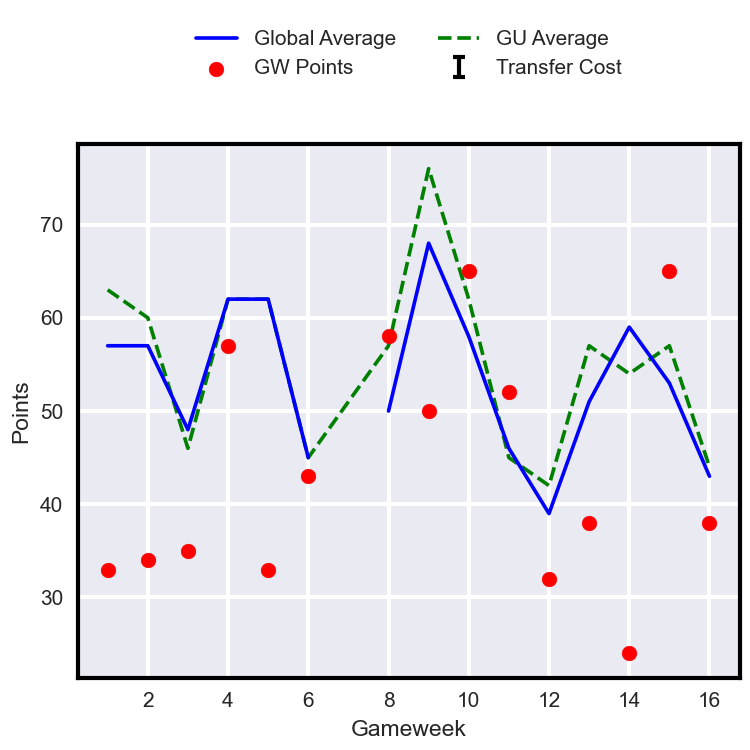 Global Average
GU Average
GW Points
Transfer Cost
70
60
50
40
30
Points
2 4 6 8 10 12 14 16
Gameweek